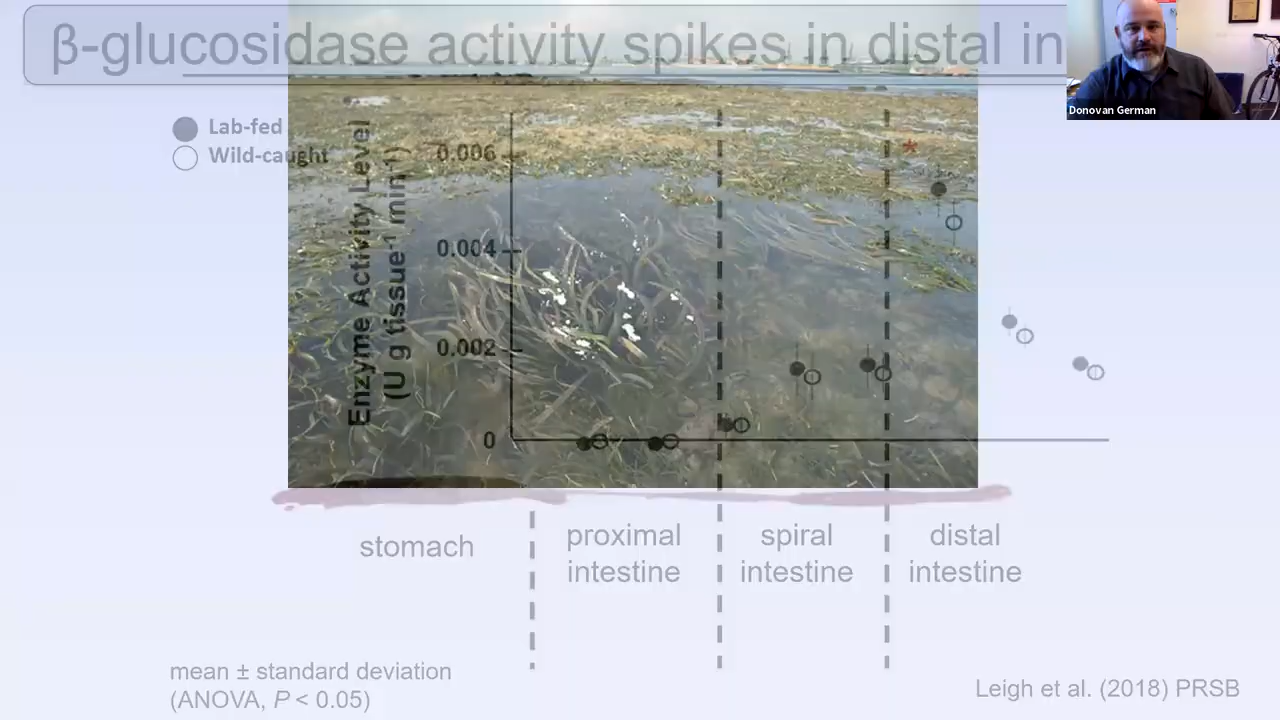 β-glucosidase activity spikes in distal in
Donovan German
Lab-fed
Wild-caught
Enzyme Activity Level
(U g tissue⁻¹ min⁻¹)
0.006
*
0.004
0.002
0
stomach
proximal
intestine
spiral
intestine
distal
intestine
mean ± standard deviation
(ANOVA, P < 0.05)
Leigh et al. (2018) PRSB